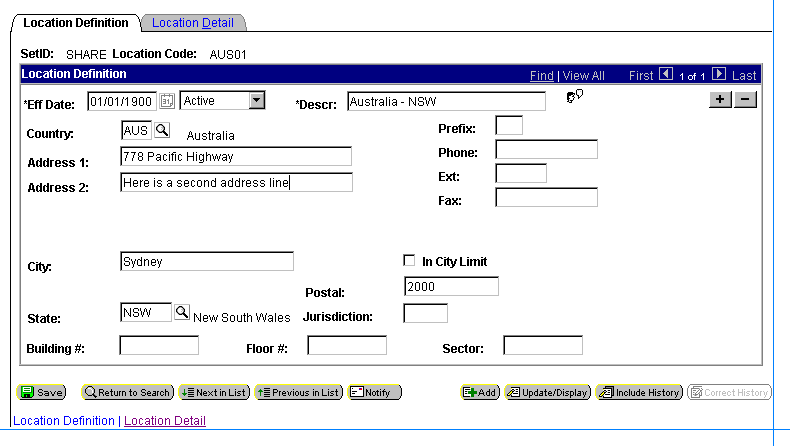 Location Definition Location Detail
SetID: SHARE Location Code: AUS01
Location Definition Find | View All First 1 of 1 Last
*Eff Date: 01/01/1900 Active *Descr: Australia - NSW
Country: AUS Australia Prefix:
Address 1: 778 Pacific Highway Phone:
Address 2: Here is a second address line Ext:
Fax:
City: Sydney In City Limit
Postal: 2000
State: NSW New South Wales Jurisdiction:
Building #: Floor #: Sector:
Save Return to Search Next in List Previous in List Notify Add Update/Display Include History Correct History
Location Definition | Location Detail